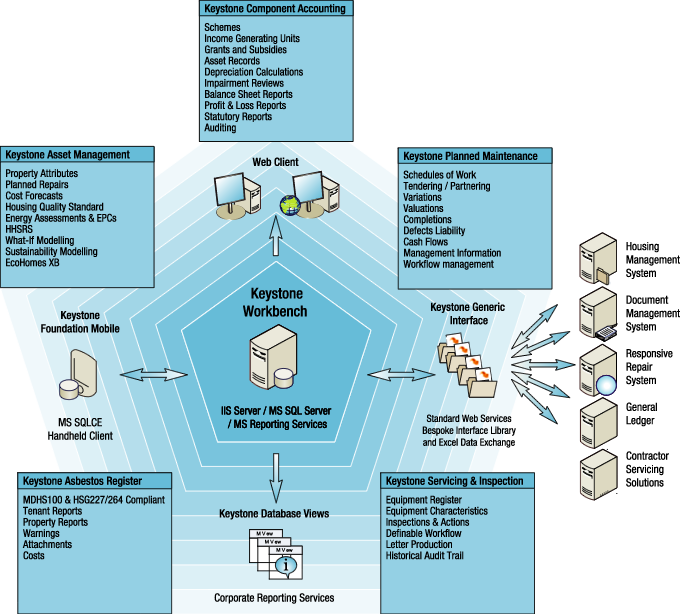 Keystone Component Accounting
Schemes
Income Generating Units
Grants and Subsidies
Asset Records
Depreciation Calculations
Impairment Reviews
Balance Sheet Reports
Profit & Loss Reports
Statutory Reports
Auditing
Keystone Asset Management
Property Attributes
Planned Repairs
Cost Forecasts
Housing Quality Standard
Energy Assessments & EPCs
HHSRS
What-If Modelling
Sustainability Modelling
EcoHomes XB
Web Client
Keystone Planned Maintenance
Schedules of Work
Tendering / Partnering
Variations
Valuations
Completions
Defects Liability
Cash Flows
Management Information
Workflow management
Keystone
Foundation Mobile
MS SQLCE
Handheld Client
Keystone
Workbench
IIS Server / MS SQL Server
/ MS Reporting Services
Keystone Generic
Interface
Standard Web Services
Bespoke Interface Library
and Excel Data Exchange
Housing
Management
System
Document
Management
System
Responsive
Repair
System
General
Ledger
Contractor
Servicing
Solutions
Keystone Asbestos Register
MDHS100 & HSG227/264 Compliant
Tenant Reports
Property Reports
Warnings
Attachments
Costs
Keystone Database Views
M View
M View
M View
i
Corporate Reporting Services
Keystone Servicing & Inspection
Equipment Register
Equipment Characteristics
Inspections & Actions
Definable Workflow
Letter Production
Historical Audit Trail